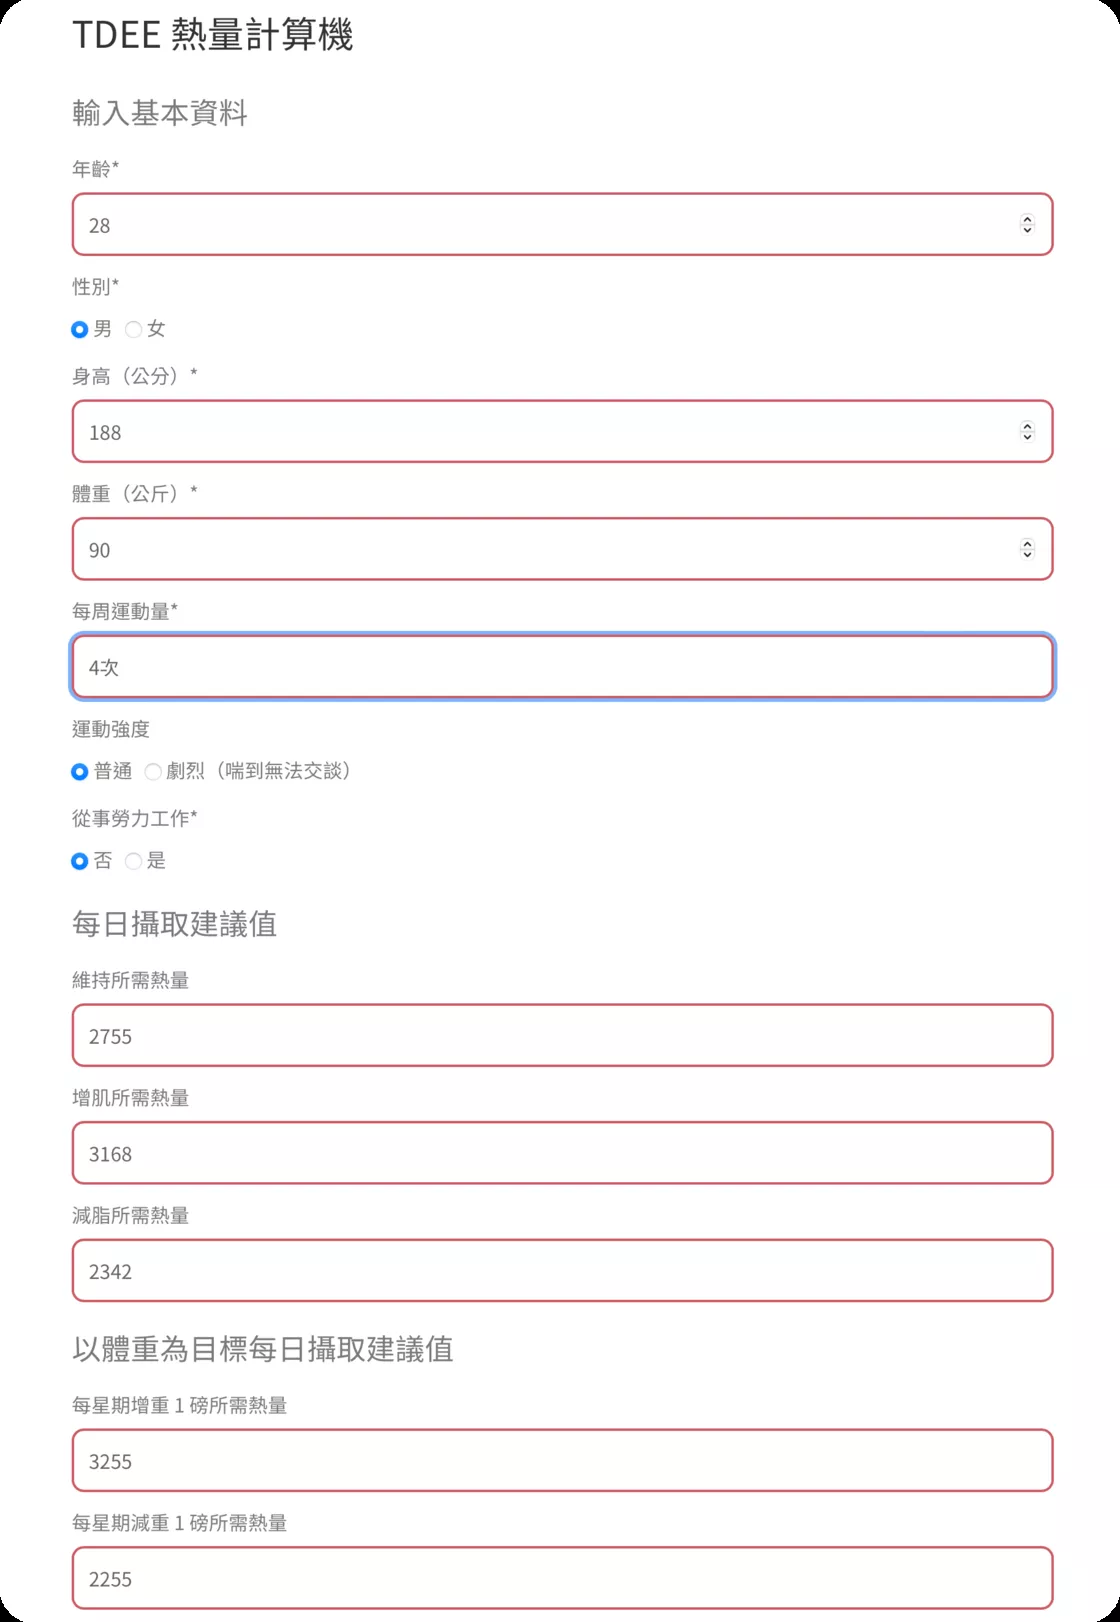 TDEE 熱量計算機
輸入基本資料
年齡*
28
性別*
男 女
身高（公分）*
188
體重（公斤）*
90
每周運動量*
4次
運動強度
普通 劇烈（喘到無法交談）
從事勞力工作*
否 是
每日攝取建議值
維持所需熱量
2755
增肌所需熱量
3168
減脂所需熱量
2342
以體重為目標每日攝取建議值
每星期增重 1 磅所需熱量
3255
每星期減重 1 磅所需熱量
2255